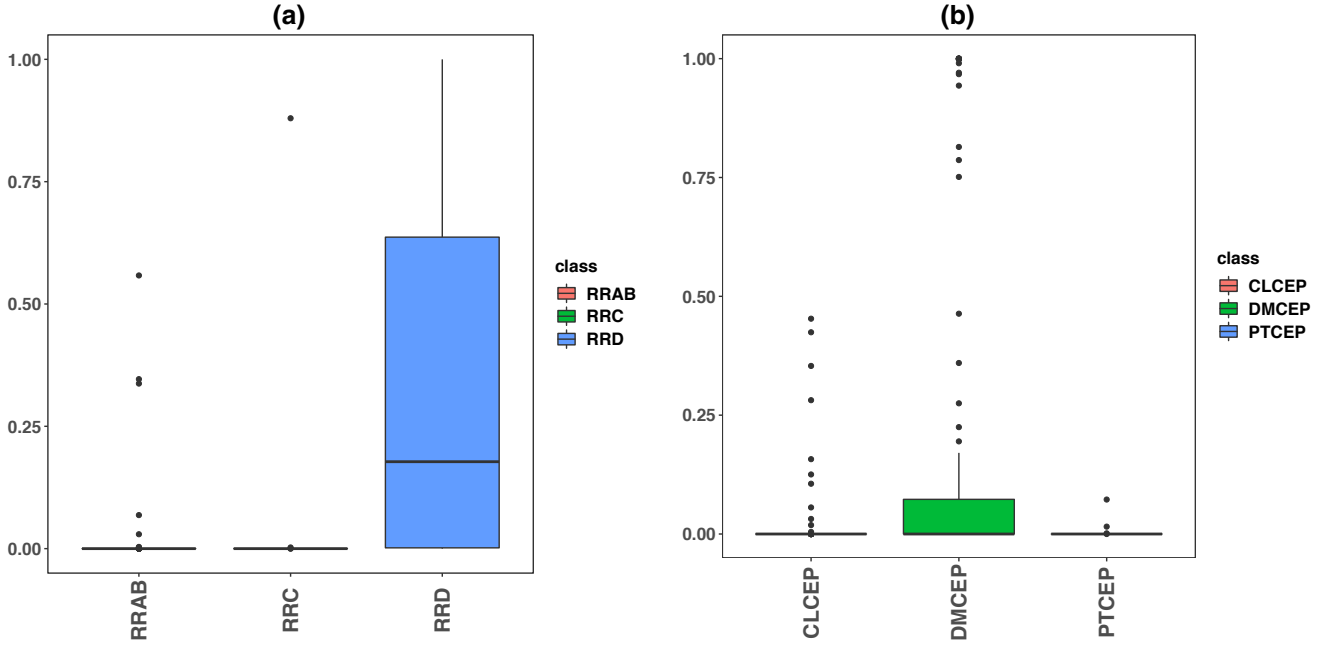 (a)
1.00
0.75
0.50
0.25
0.00
RRAB
RRC
RRD
class
RRAB
RRC
RRD
(b)
1.00
0.75
0.50
0.25
0.00
CLCEP
DMCEP
PTCEP
class
CLCEP
DMCEP
PTCEP